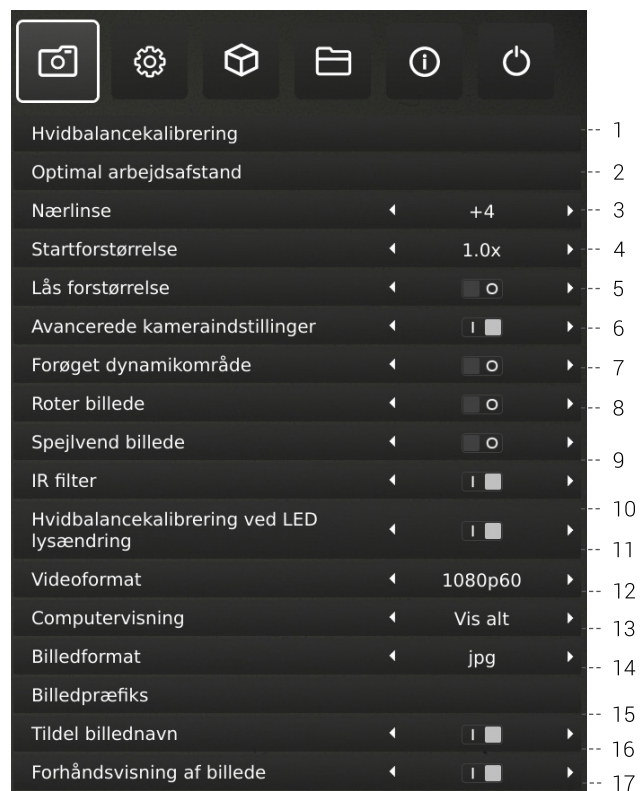 Hvidbalancekalibrering 1
Optimal arbejdsafstand 2
Nærlinse +4 3
Startforstørrelse 1.0x 4
Lås forstørrelse O 5
Avancerede kameraindstillinger I 6
Forøget dynamikområde O 7
Roter billede O 8
Spejlvend billede O 9
IR filter I 10
Hvidbalancekalibrering ved LED
lysændring I 11
Videoformat 1080p60 12
Computervisning Vis alt 13
Billedformat jpg 14
Billedpræfiks 15
Tildel billednavn I 16
Forhåndsvisning af billede I 17